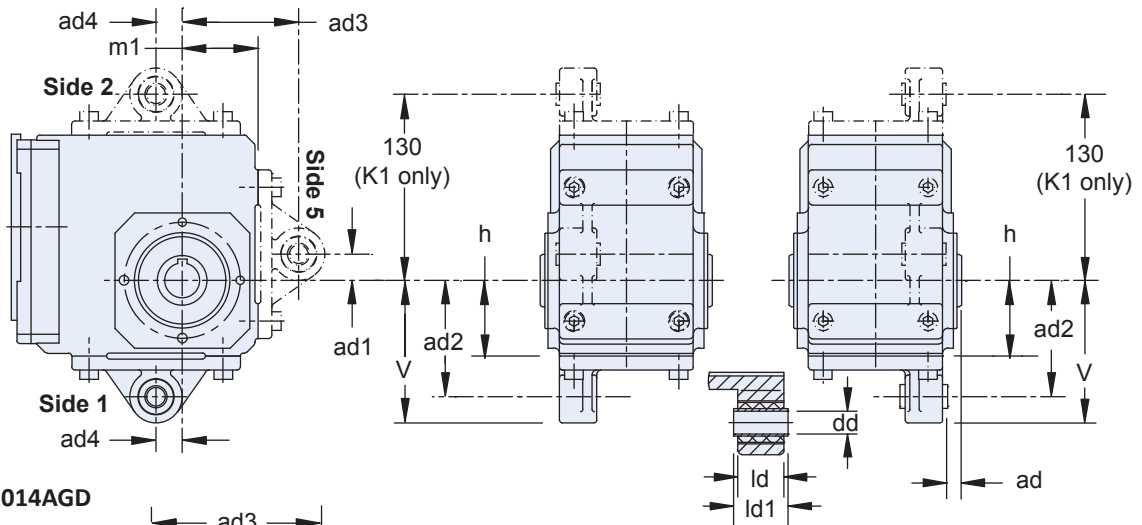 ad4
ad3
m1
Side 2
Side 5
130
(K1 only)
130
(K1 only)
h
h
ad1
ad2
V
ad2
V
Side 1
ad4
dd
ld
ld1
ad
014AGD
ad3